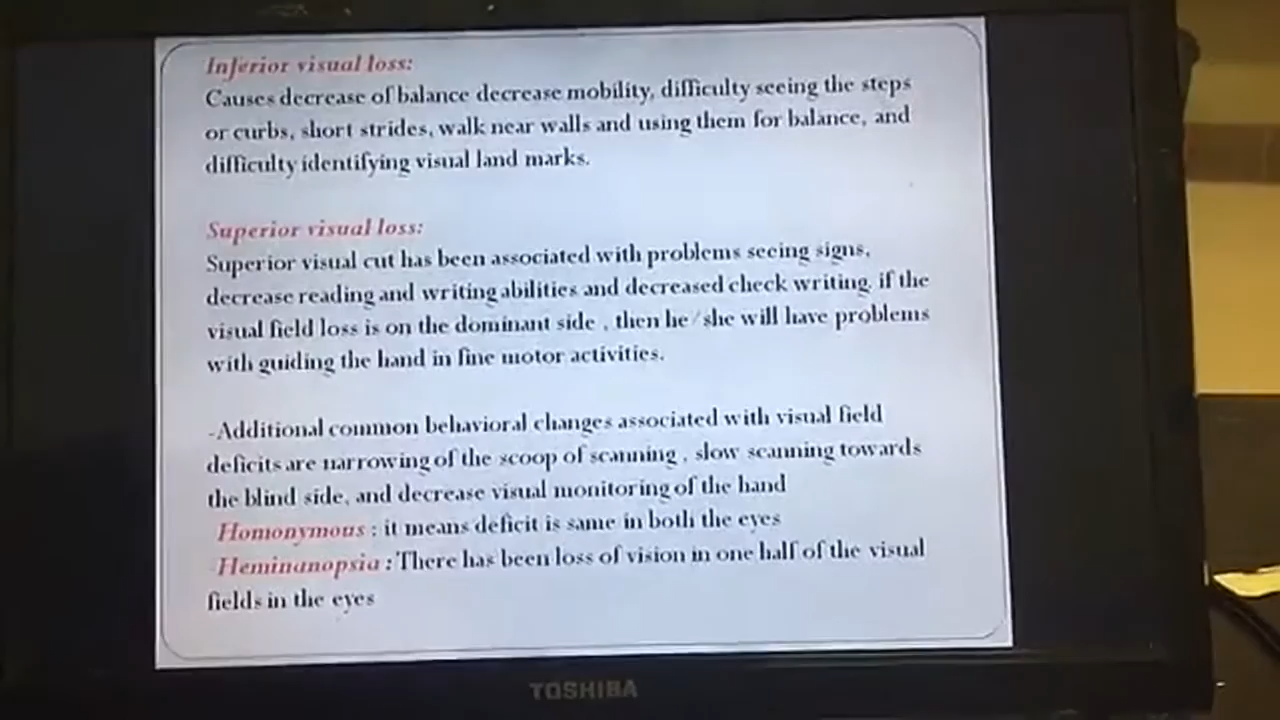 Inferior visual loss:
Causes decrease of balance decrease mobility, difficulty seeing the steps
or curbs, short strides, walk near walls and using them for balance, and
difficulty identifying visual land marks.
Superior visual loss:
Superior visual cut has been associated with problems seeing signs,
decrease reading and writing abilities and decreased check writing, if the
visual field loss is on the dominant side , then he/she will have problems
with guiding the hand in fine motor activities.
-Additional common behavioral changes associated with visual field
deficits are narrowing of the scoop of scanning , slow scanning towards
the blind side, and decrease visual monitoring of the hand
Homonymous : it means deficit is same in both the eyes
-Heminanopsia : There has been loss of vision in one half of the visual
fields in the eyes
TOSHIBA